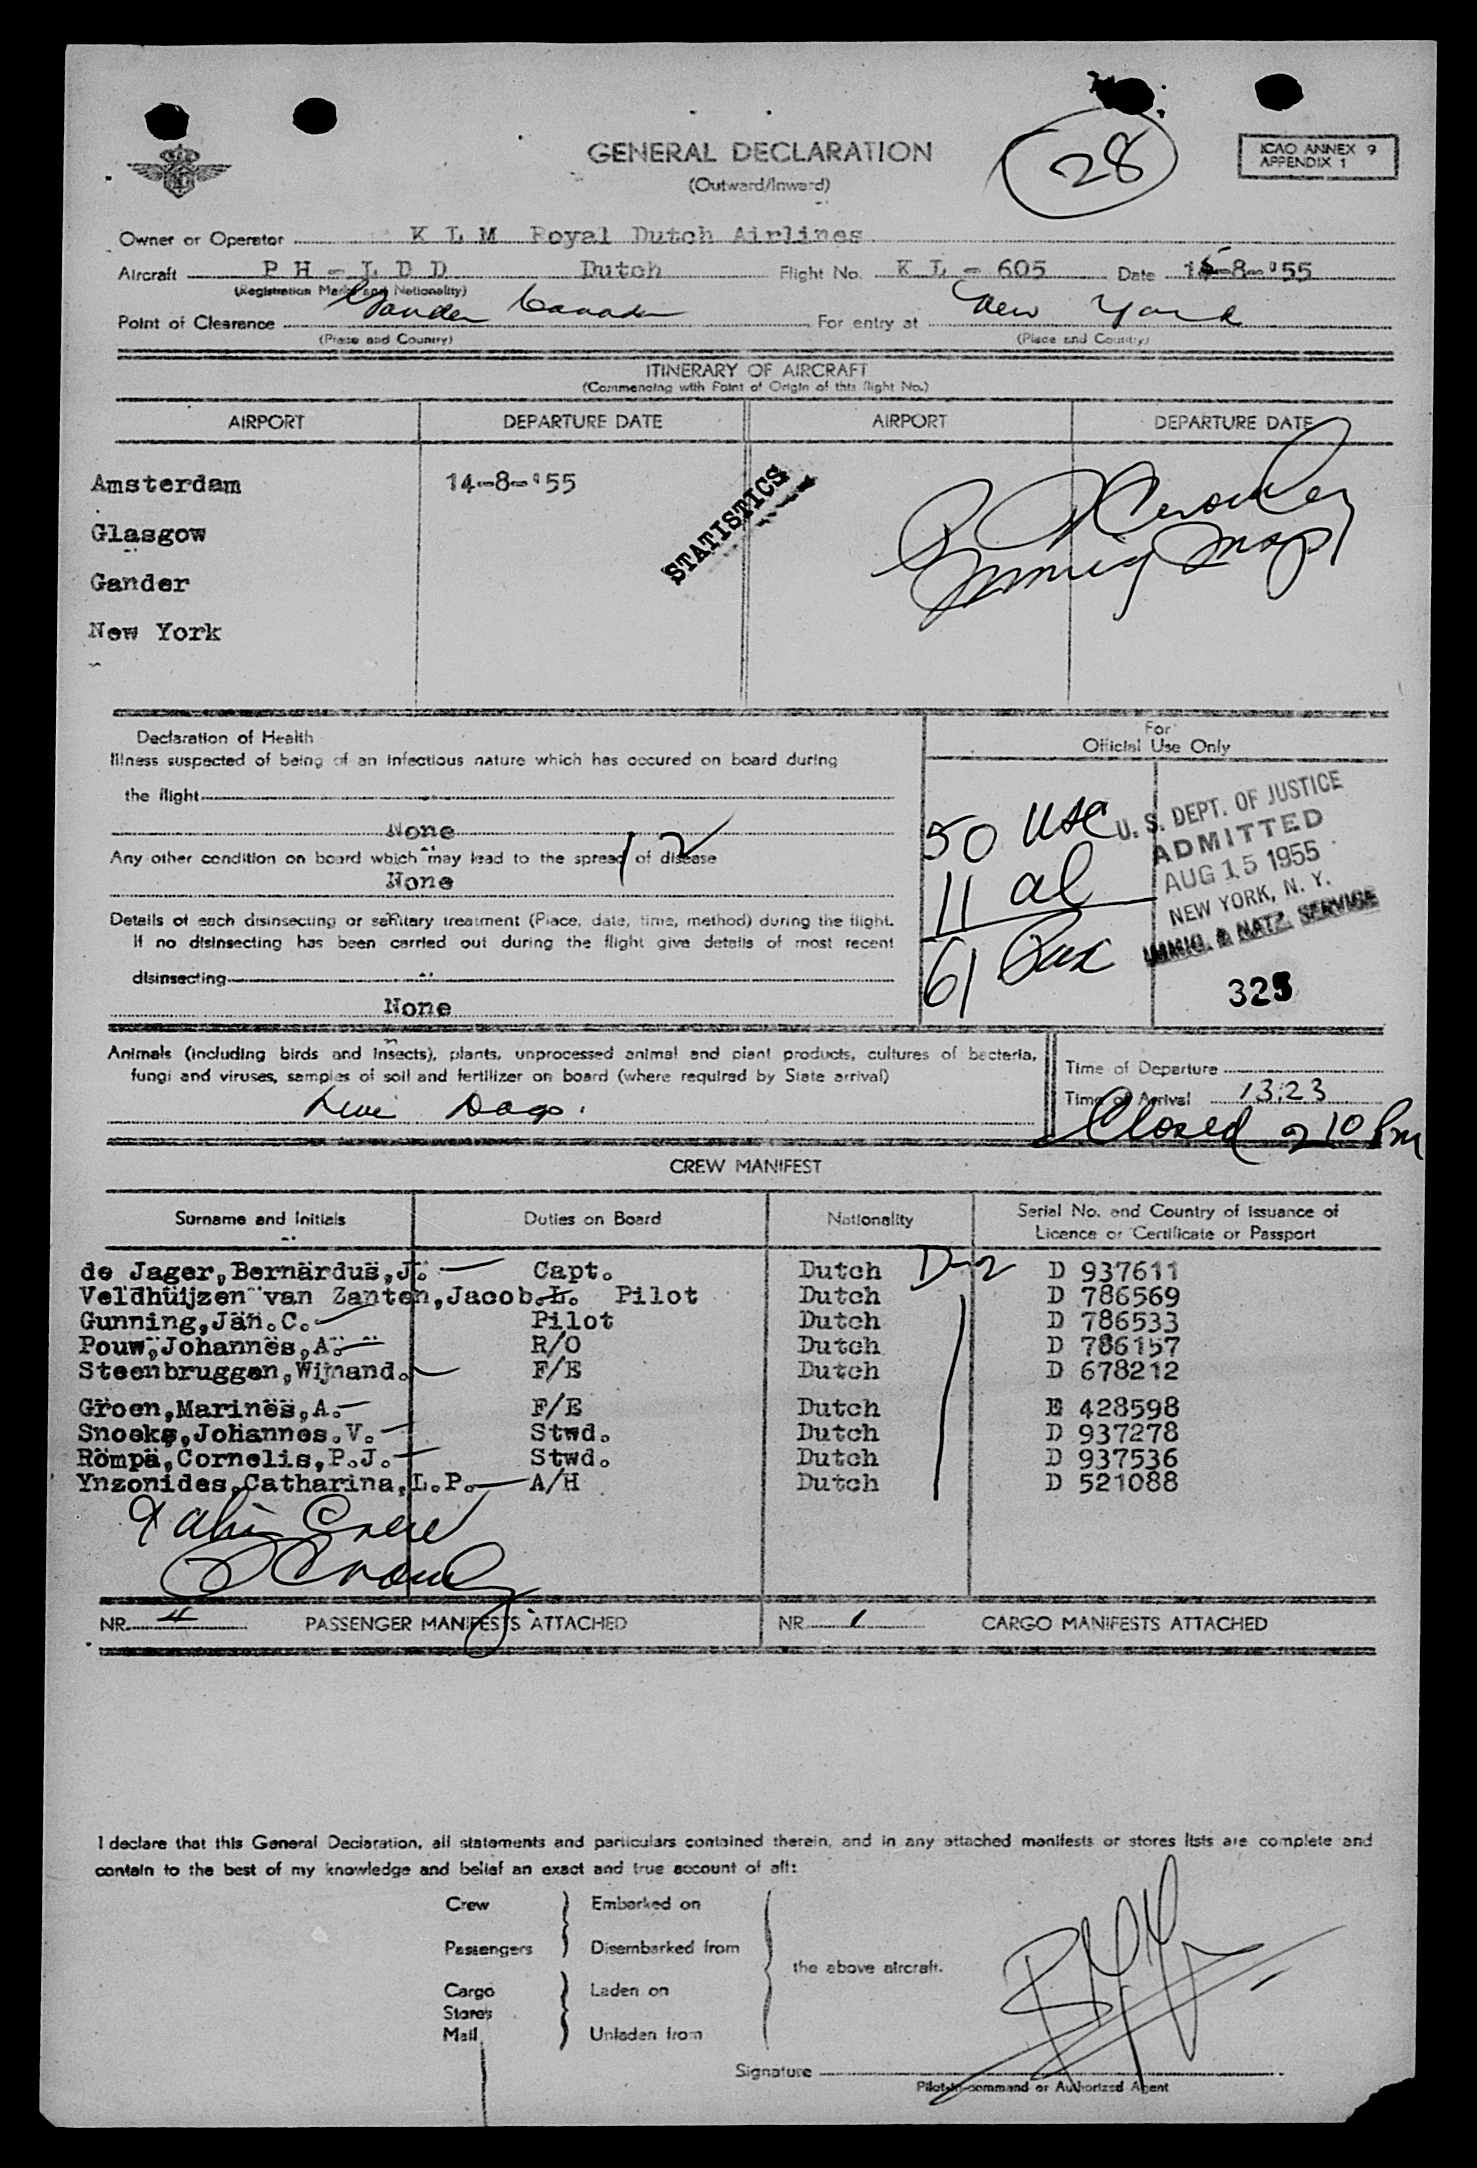 GENERAL DECLARATION
(Outward/Inward)
28
ICAO ANNEX 9
APPENDIX 1
Owner or Operator K L M Royal Dutch Airlines
Aircraft P H - L D D Dutch Flight No. K L - 605 Date 15-8-'55
(Registration Marks and Nationality)
Point of Clearence Gander Canada For entry at New York
(Place and Country) (Place and Country)
ITINERARY OF AIRCRAFT
(Commencing with Point of Origin of this flight No.)
AIRPORT DEPARTURE DATE AIRPORT DEPARTURE DATE
Amsterdam 14-8-'55
Glasgow
Gander
New York
STATISTICS
Immig Insp
Declaration of Health
Illness suspected of being of an infectious nature which has occured on board during
the flight
None
Any other condition on board which may lead to the spread of disease
None
Details of each disinsecting or sanitary treatment (Place, date, time, method) during the flight.
If no disinsecting has been carried out during the flight give details of most recent
disinsecting
None
For
Official Use Only
50 USC
11 al
61 Pax
U. S. DEPT. OF JUSTICE
ADMITTED
AUG 15 1955
NEW YORK, N. Y.
IMMIG. & NATZ. SERVICE
325
Animals (including birds and insects), plants, unprocessed animal and plant products, cultures of bacteria,
fungi and viruses, samples of soil and fertilizer on board (where required by State arrival)
Live Dogs.
Time of Departure
Time of Arrival 13:23
Closed 2 10 Pm
CREW MANIFEST
Surname and Initials Duties on Board Nationality Serial No. and Country of Issuance of
Licence or Certificate or Passport
de Jager,Bernardus,J. Capt. Dutch D-2 D 937611
Veldhuijzen van Zanten,Jacob.L. Pilot Dutch D 786569
Gunning,Jan.C. Pilot Dutch D 786533
Pouw,Johannes,A. R/O Dutch D 786157
Steenbruggen,Wijnand. F/E Dutch D 678212
Groen,Marines,A. F/E Dutch E 428598
Snoeks,Johannes.V. Stwd. Dutch D 937278
Rompa,Cornelis,P.J. Stwd. Dutch D 937536
Ynzonides,Catharina,L.P. A/H Dutch D 521088
Crew
NR. 4 PASSENGER MANIFESTS ATTACHED NR. 1 CARGO MANIFESTS ATTACHED
I declare that this General Declaration, all statements and particulars contained therein, and in any attached manifests or stores lists are complete and
contain to the best of my knowledge and belief an exact and true account of all:
Crew Embarked on
Passengers Disembarked from
the above aircraft.
Cargo Laden on
Stores
Mail Unladen from
Signature
Pilot-in-command or Authorized Agent